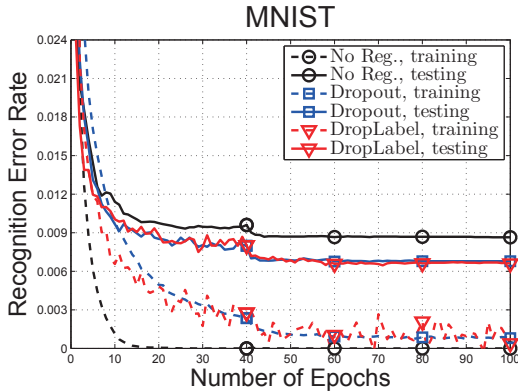 MNIST
Recognition Error Rate
0.024
0.021
0.018
0.015
0.012
0.009
0.006
0.003
0
No Reg., training
No Reg., testing
Dropout, training
Dropout, testing
DropLabel, training
DropLabel, testing
0 10 20 30 40 50 60 70 80 90 100
Number of Epochs